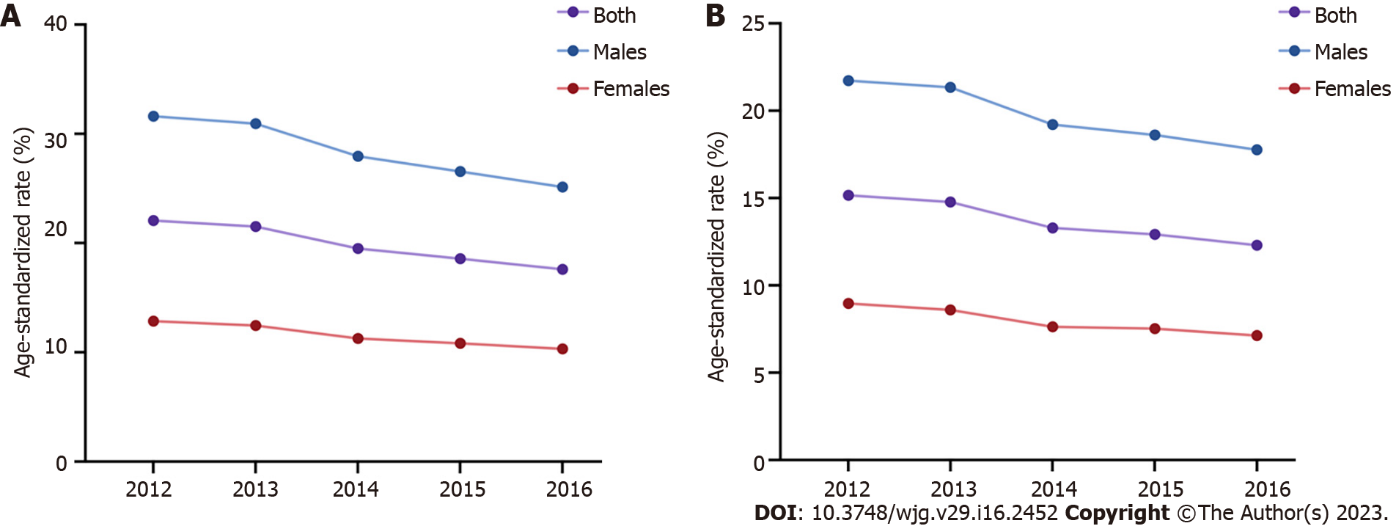 A
40
30
20
10
0
Age-standardized rate (%)
Both
Males
Females
2012 2013 2014 2015 2016
B
25
20
15
10
5
0
Age-standardized rate (%)
Both
Males
Females
2012 2013 2014 2015 2016
DOI: 10.3748/wjg.v29.i16.2452 Copyright ©The Author(s) 2023.